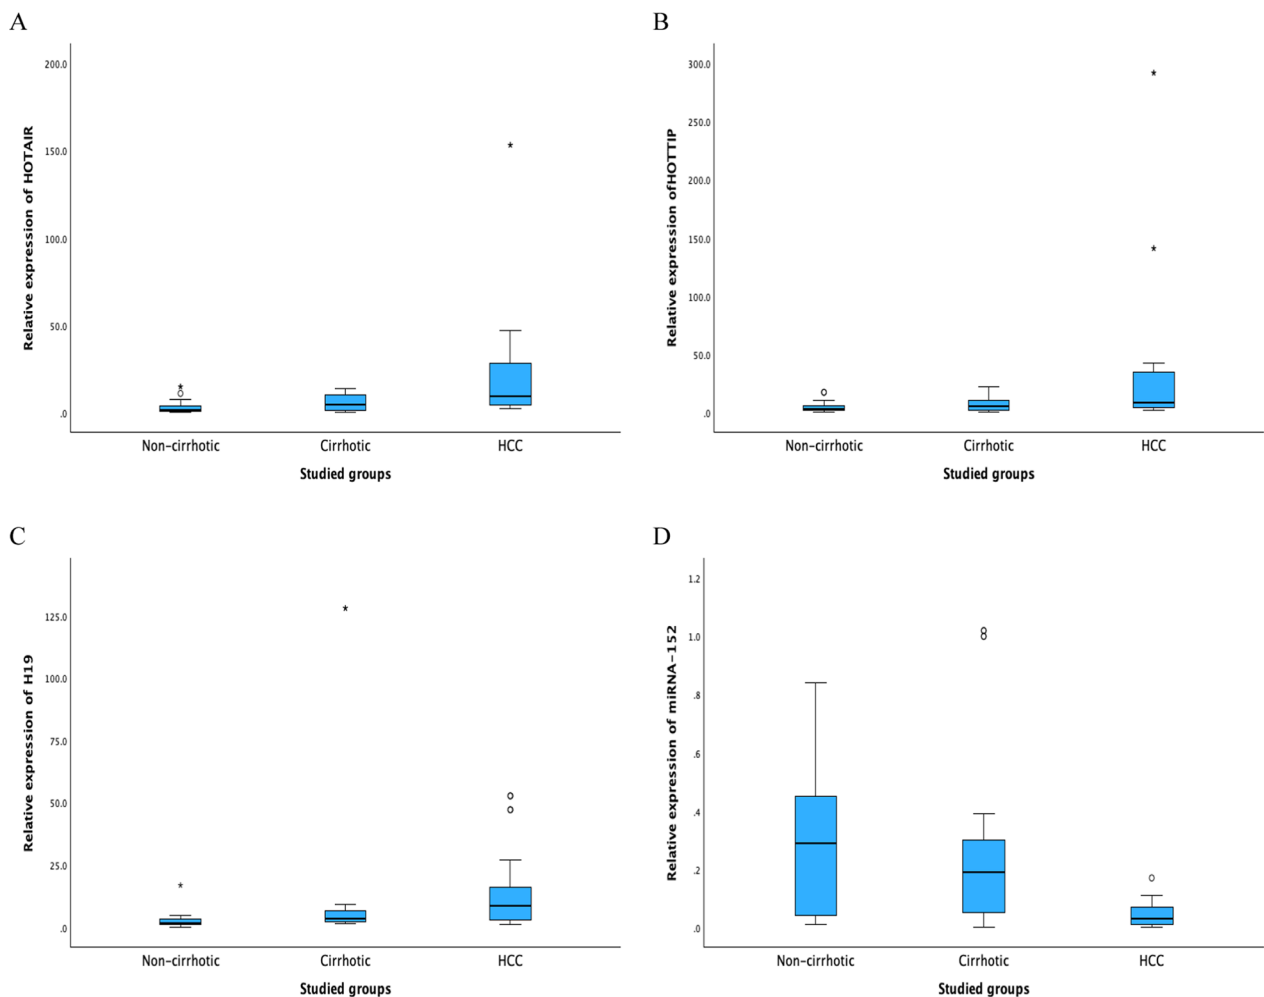 A
Relative expression of HOTAIR
200.0
150.0
100.0
50.0
.0
Non-cirrhotic Cirrhotic HCC
Studied groups
B
Relative expression ofHOTTIP
300.0
250.0
200.0
150.0
100.0
50.0
.0
Non-cirrhotic Cirrhotic HCC
Studied groups
C
Relative expression of H19
125.0
100.0
75.0
50.0
25.0
.0
Non-cirrhotic Cirrhotic HCC
Studied groups
D
Relative expression of miRNA-152
1.2
1.0
.8
.6
.4
.2
.0
Non-cirrhotic Cirrhotic HCC
Studied groups